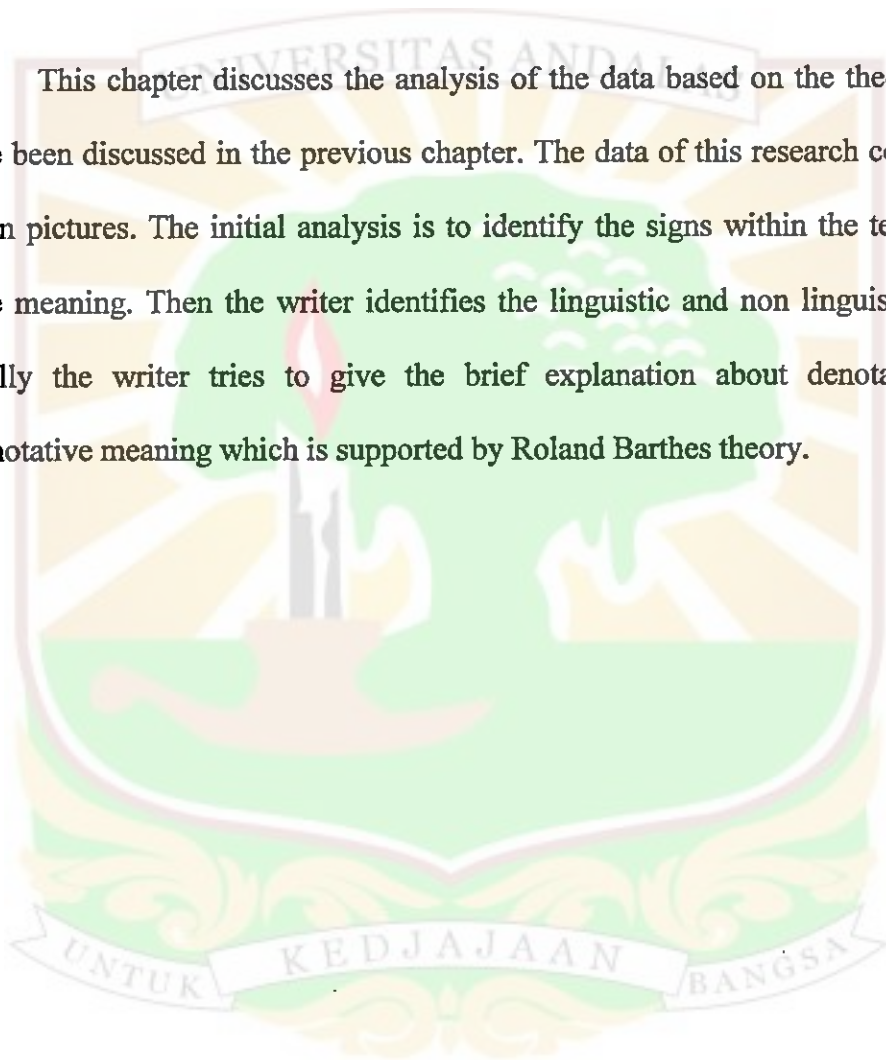 UNIVERSITAS ANDALAS
This chapter discusses the analysis of the data based on the the
been discussed in the previous chapter. The data of this research
n pictures. The initial analysis is to identify the signs within the te
meaning. Then the writer identifies the linguistic and non linguis
lly the writer tries to give the brief explanation about denota
notative meaning which is supported by Roland Barthes theory.
UNTUK KEDJAJAAN BANGSA